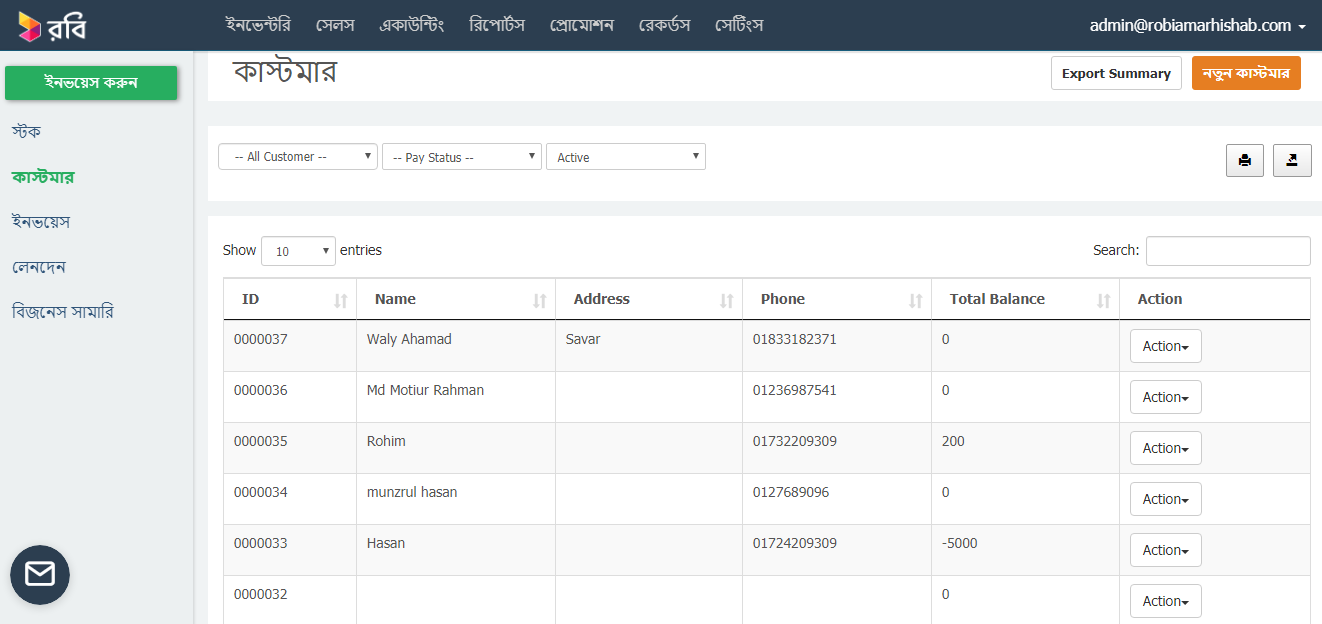 রবি ইনভেন্টরি সেলস একাউন্টিং রিপোর্টস প্রোমোশন রেকর্ডস সেটিংস admin@robiamarhishab.com
ইনভয়েস করুন
স্টক
কাস্টমার
ইনভয়েস
লেনদেন
বিজনেস সামারি
কাস্টমার Export Summary নতুন কাস্টমার
-- All Customer -- -- Pay Status -- Active
Show 10 entries Search:
ID Name Address Phone Total Balance Action
0000037 Waly Ahamad Savar 01833182371 0 Action
0000036 Md Motiur Rahman 01236987541 0 Action
0000035 Rohim 01732209309 200 Action
0000034 munzrul hasan 0127689096 0 Action
0000033 Hasan 01724209309 -5000 Action
0000032 0 Action